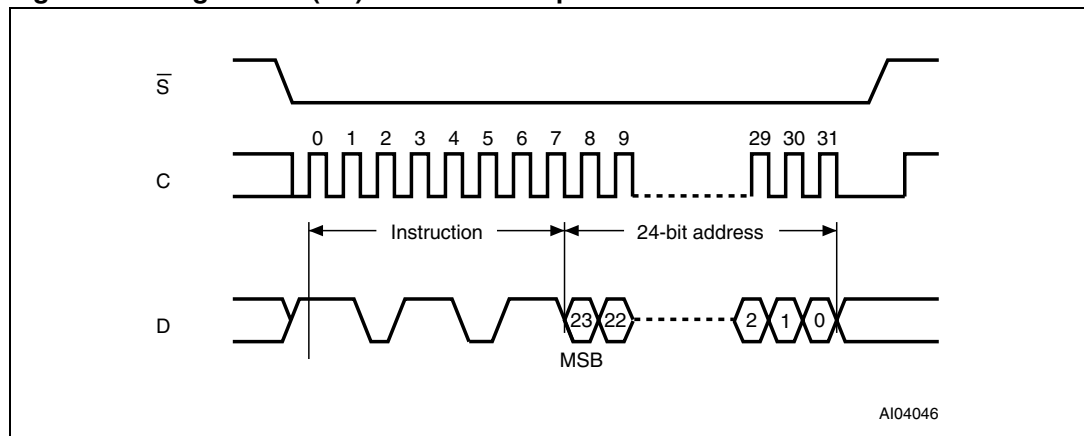 S̅
0 1 2 3 4 5 6 7 8 9 29 30 31
C
Instruction 24-bit address
D
23 22 2 1 0
MSB
AI04046